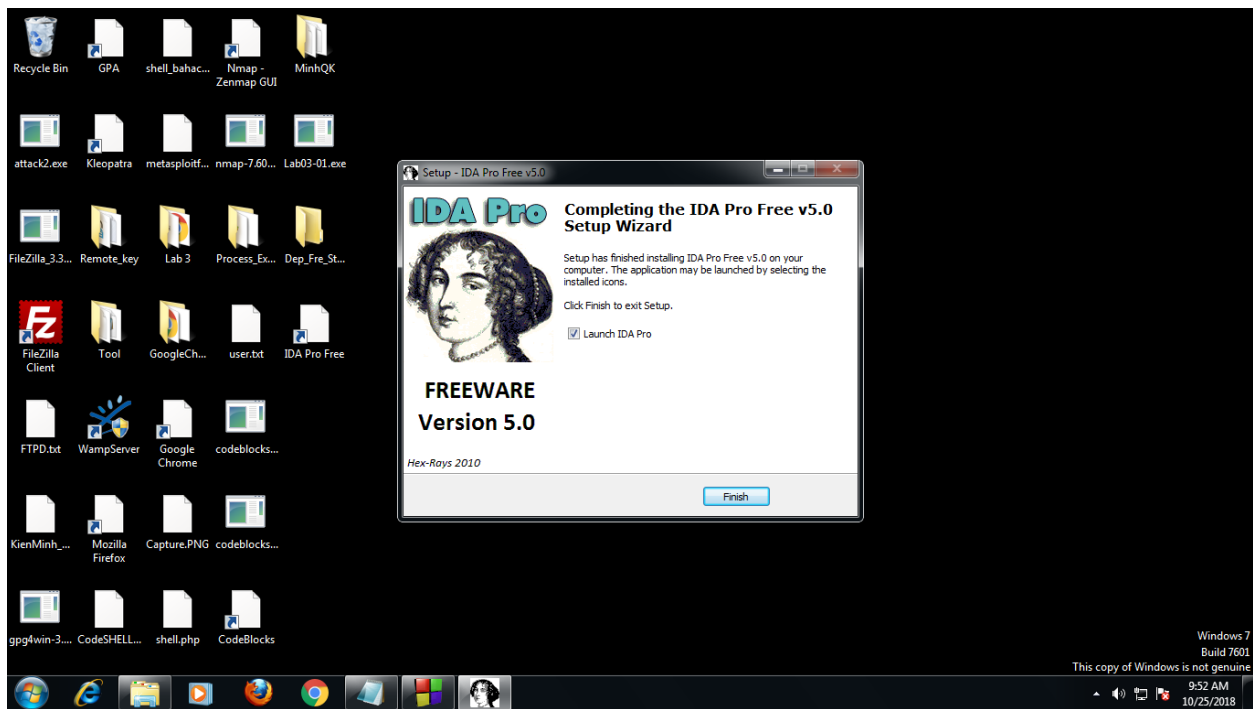 Recycle Bin
GPA
shell_bahac...
Nmap -
Zenmap GUI
MinhQK
attack2.exe
Kleopatra
metasploitf...
nmap-7.60...
Lab03-01.exe
FileZilla_3.3...
Remote_key
Lab 3
Process_Ex...
Dep_Fre_St...
Fz
FileZilla
Client
Tool
GoogleCh...
user.txt
IDA Pro Free
FTPD.txt
WampServer
Google
Chrome
codeblocks...
KienMinh_...
Mozilla
Firefox
Capture.PNG
codeblocks...
gpg4win-3....
CodeSHELL...
shell.php
CodeBlocks
Setup - IDA Pro Free v5.0
IDA Pro
Completing the IDA Pro Free v5.0
Setup Wizard
Setup has finished installing IDA Pro Free v5.0 on your
computer. The application may be launched by selecting the
installed icons.
Click Finish to exit Setup.
Launch IDA Pro
FREEWARE
Version 5.0
Hex-Rays 2010
Finish
Windows 7
Build 7601
This copy of Windows is not genuine
9:52 AM
10/25/2018